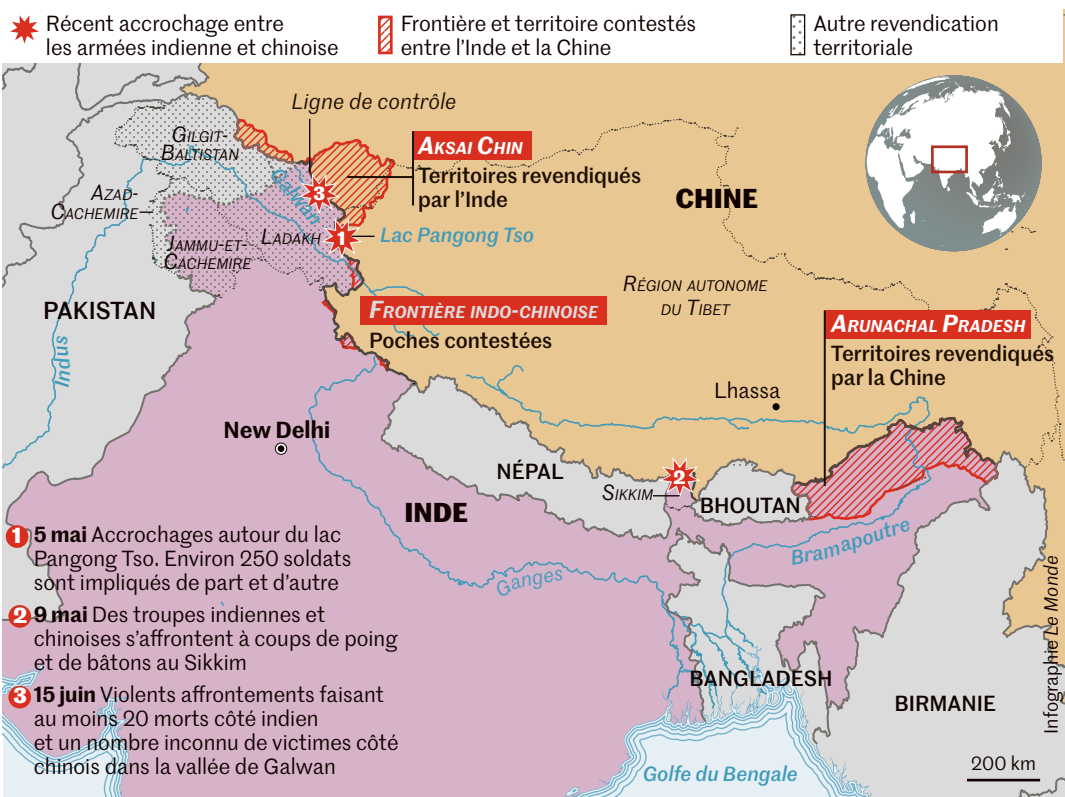 Récent accrochage entre
les armées indienne et chinoise
Frontière et territoire contestés
entre l'Inde et la Chine
Autre revendication
territoriale
Ligne de contrôle
GILGIT-
BALTISTAN
AKSAI CHIN
Territoires revendiqués
par l'Inde
Galwan
3
CHINE
AZAD-
CACHEMIRE
LADAKH
1
Lac Pangong Tso
JAMMU-ET-
CACHEMIRE
RÉGION AUTONOME
DU TIBET
PAKISTAN
FRONTIÈRE INDO-CHINOISE
Poches contestées
ARUNACHAL PRADESH
Territoires revendiqués
par la Chine
Indus
Lhassa
New Delhi
NÉPAL
2
SIKKIM
BHOUTAN
INDE
Bramapoutre
Ganges
1 5 mai Accrochages autour du lac
Pangong Tso. Environ 250 soldats
sont impliqués de part et d'autre
2 9 mai Des troupes indiennes et
chinoises s'affrontent à coups de poing
et de bâtons au Sikkim
3 15 juin Violents affrontements faisant
au moins 20 morts côté indien
et un nombre inconnu de victimes côté
chinois dans la vallée de Galwan
BANGLADESH
BIRMANIE
Golfe du Bengale
200 km
Infographie Le Monde